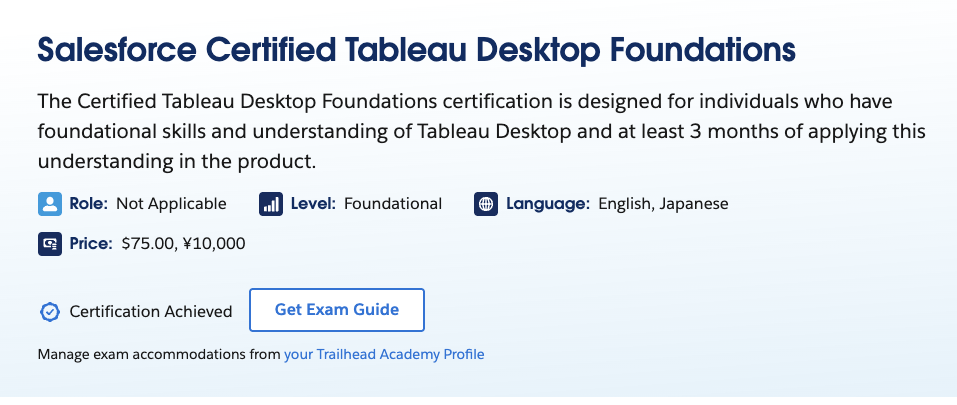 Salesforce Certified Tableau Desktop Foundations
The Certified Tableau Desktop Foundations certification is designed for individuals who have
foundational skills and understanding of Tableau Desktop and at least 3 months of applying this
understanding in the product.
Role: Not Applicable Level: Foundational Language: English, Japanese
Price: $75.00, ¥10,000
Certification Achieved Get Exam Guide
Manage exam accommodations from your Trailhead Academy Profile